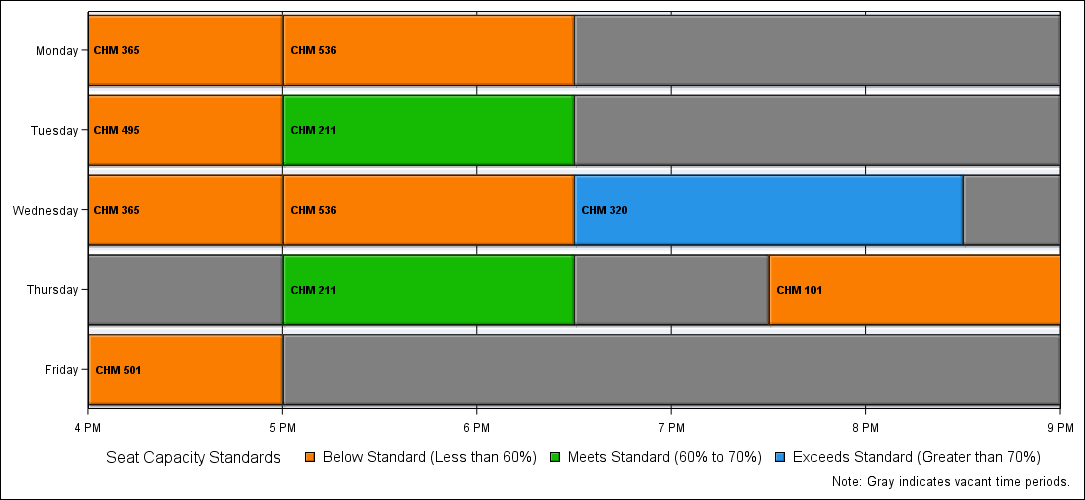 Monday CHM 365 CHM 536
Tuesday CHM 495 CHM 211
Wednesday CHM 365 CHM 536 CHM 320
Thursday CHM 211 CHM 101
Friday CHM 501
4 PM 5 PM 6 PM 7 PM 8 PM 9 PM
Seat Capacity Standards Below Standard (Less than 60%) Meets Standard (60% to 70%) Exceeds Standard (Greater than 70%)
Note: Gray indicates vacant time periods.